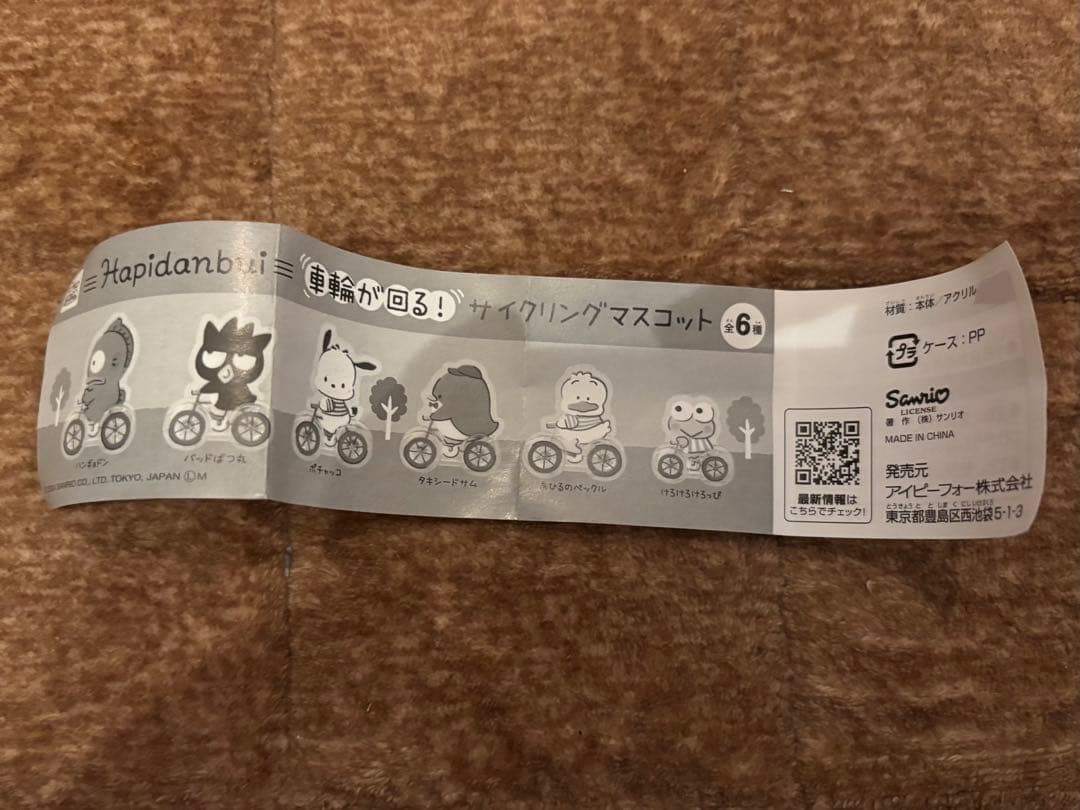 Hapidanbui
車輪が回る!
サイクリングマスコット
全6種
ハンギョドン
バッドばつ丸
ポチャッコ
タキシードサム
あひるのペックル
けろけろけろっぴ
SANRIO CO., LTD. TOKYO, JAPAN Ⓛ M
材質:本体/アクリル
プラ ケース:PP
Sanrio
LICENSE
著作 (株)サンリオ
MADE IN CHINA
最新情報は
こちらでチェック!
発売元
アイピーフォー株式会社
東京都豊島区西池袋5-1-3